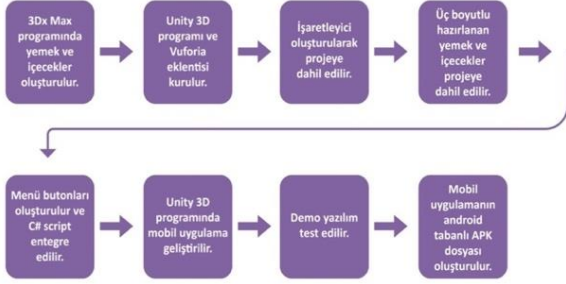 3Dx Max
programında
yemek ve
içecekler
oluşturulur.
Unity 3D
programı ve
Vuforia
eklentisi
kurulur.
İşaretleyici
oluşturularak
projeye
dahil edilir.
Üç boyutlu
hazırlanan
yemek ve
içecekler
projeye
dahil edilir.
Menü butonları
oluşturulur ve
C# script
entegre
edilir.
Unity 3D
programında
mobil uygulama
geliştirilir.
Demo yazılım
test edilir.
Mobil
uygulamanın
android
tabanlı APK
dosyası
oluşturulur.